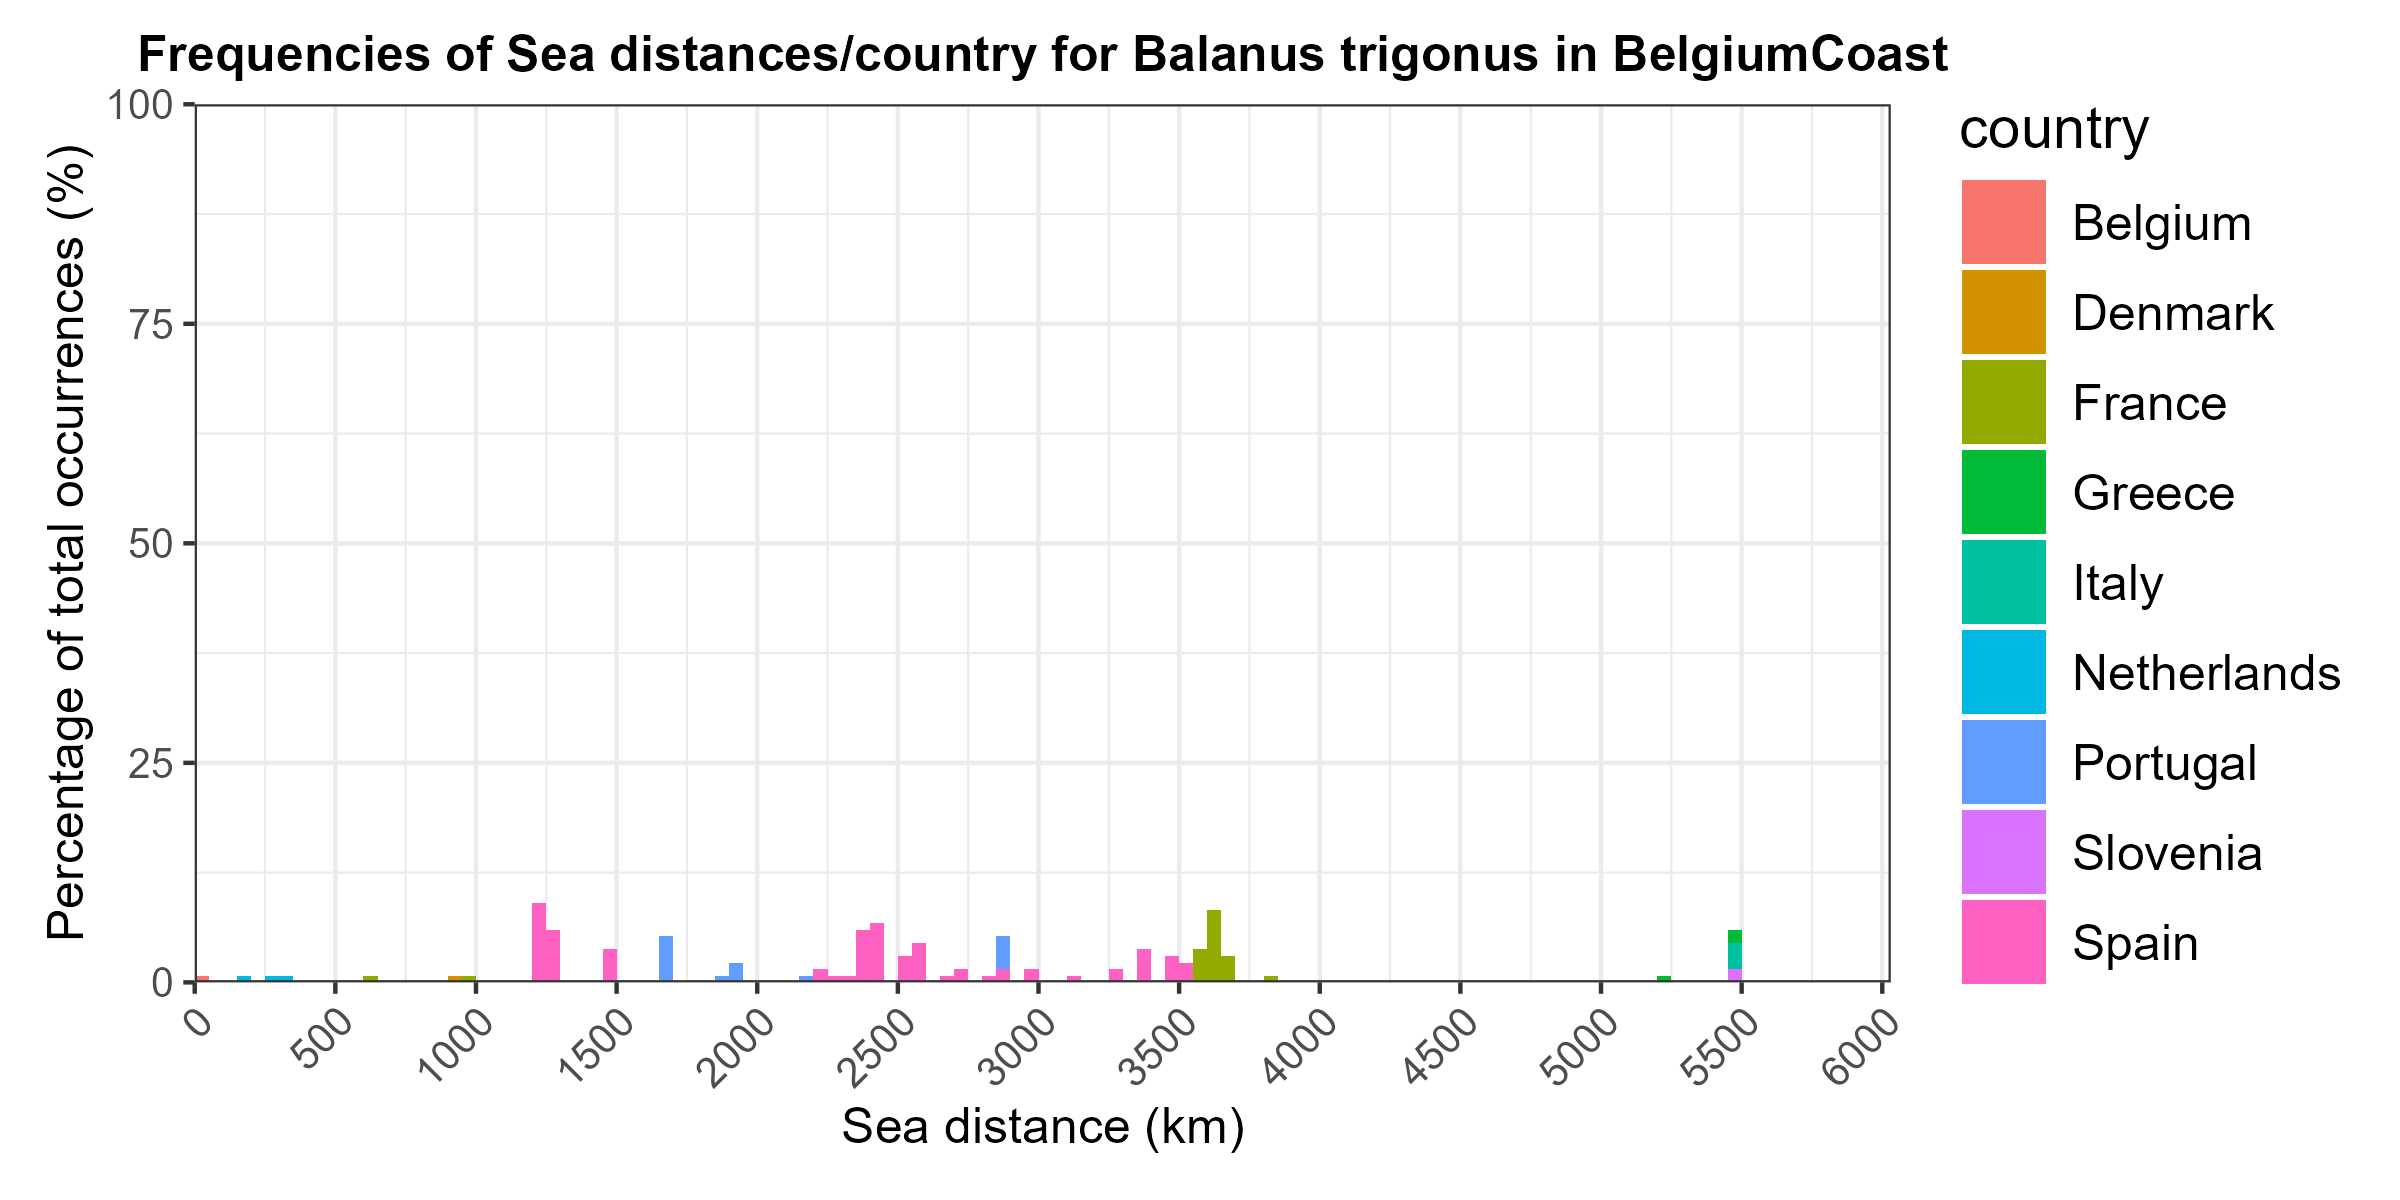 Frequencies of Sea distances/country for Balanus trigonus in BelgiumCoast
Percentage of total occurrences (%)
100
75
50
25
0
0
500
1000
1500
2000
2500
3000
3500
4000
4500
5000
5500
6000
Sea distance (km)
country
Belgium
Denmark
France
Greece
Italy
Netherlands
Portugal
Slovenia
Spain